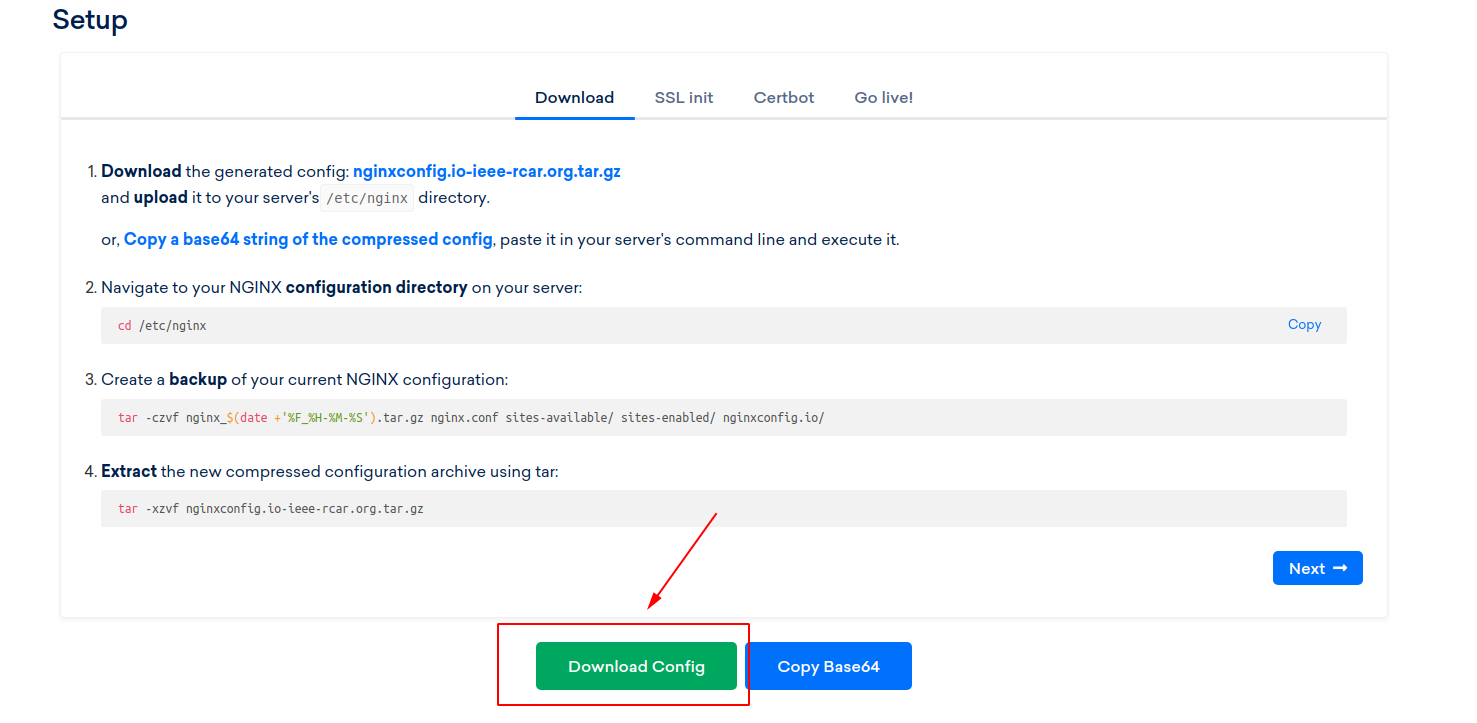 Setup
Download SSL init Certbot Go live!
1. Download the generated config: nginxconfig.io-ieee-rcar.org.tar.gz
and upload it to your server's /etc/nginx directory.
or, Copy a base64 string of the compressed config, paste it in your server's command line and execute it.
2. Navigate to your NGINX configuration directory on your server:
cd /etc/nginx Copy
3. Create a backup of your current NGINX configuration:
tar -czvf nginx_$(date +'%F_%H-%M-%S').tar.gz nginx.conf sites-available/ sites-enabled/ nginxconfig.io/
4. Extract the new compressed configuration archive using tar:
tar -xzvf nginxconfig.io-ieee-rcar.org.tar.gz
Next →
Download Config Copy Base64